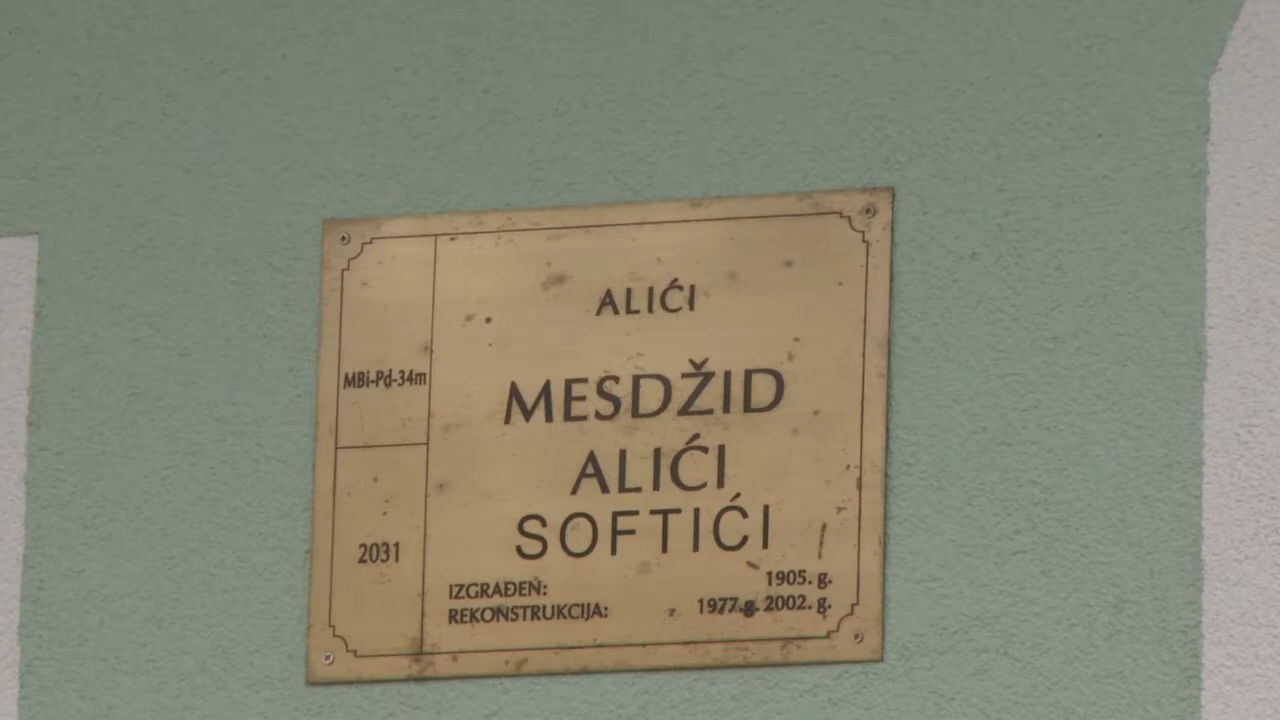 MBi-Pd-34m
2031
ALIĆI
MESDŽID
ALIĆI
SOFTIĆI
IZGRAĐEN: 1905. g.
REKONSTRUKCIJA: 1977.g. 2002. g.